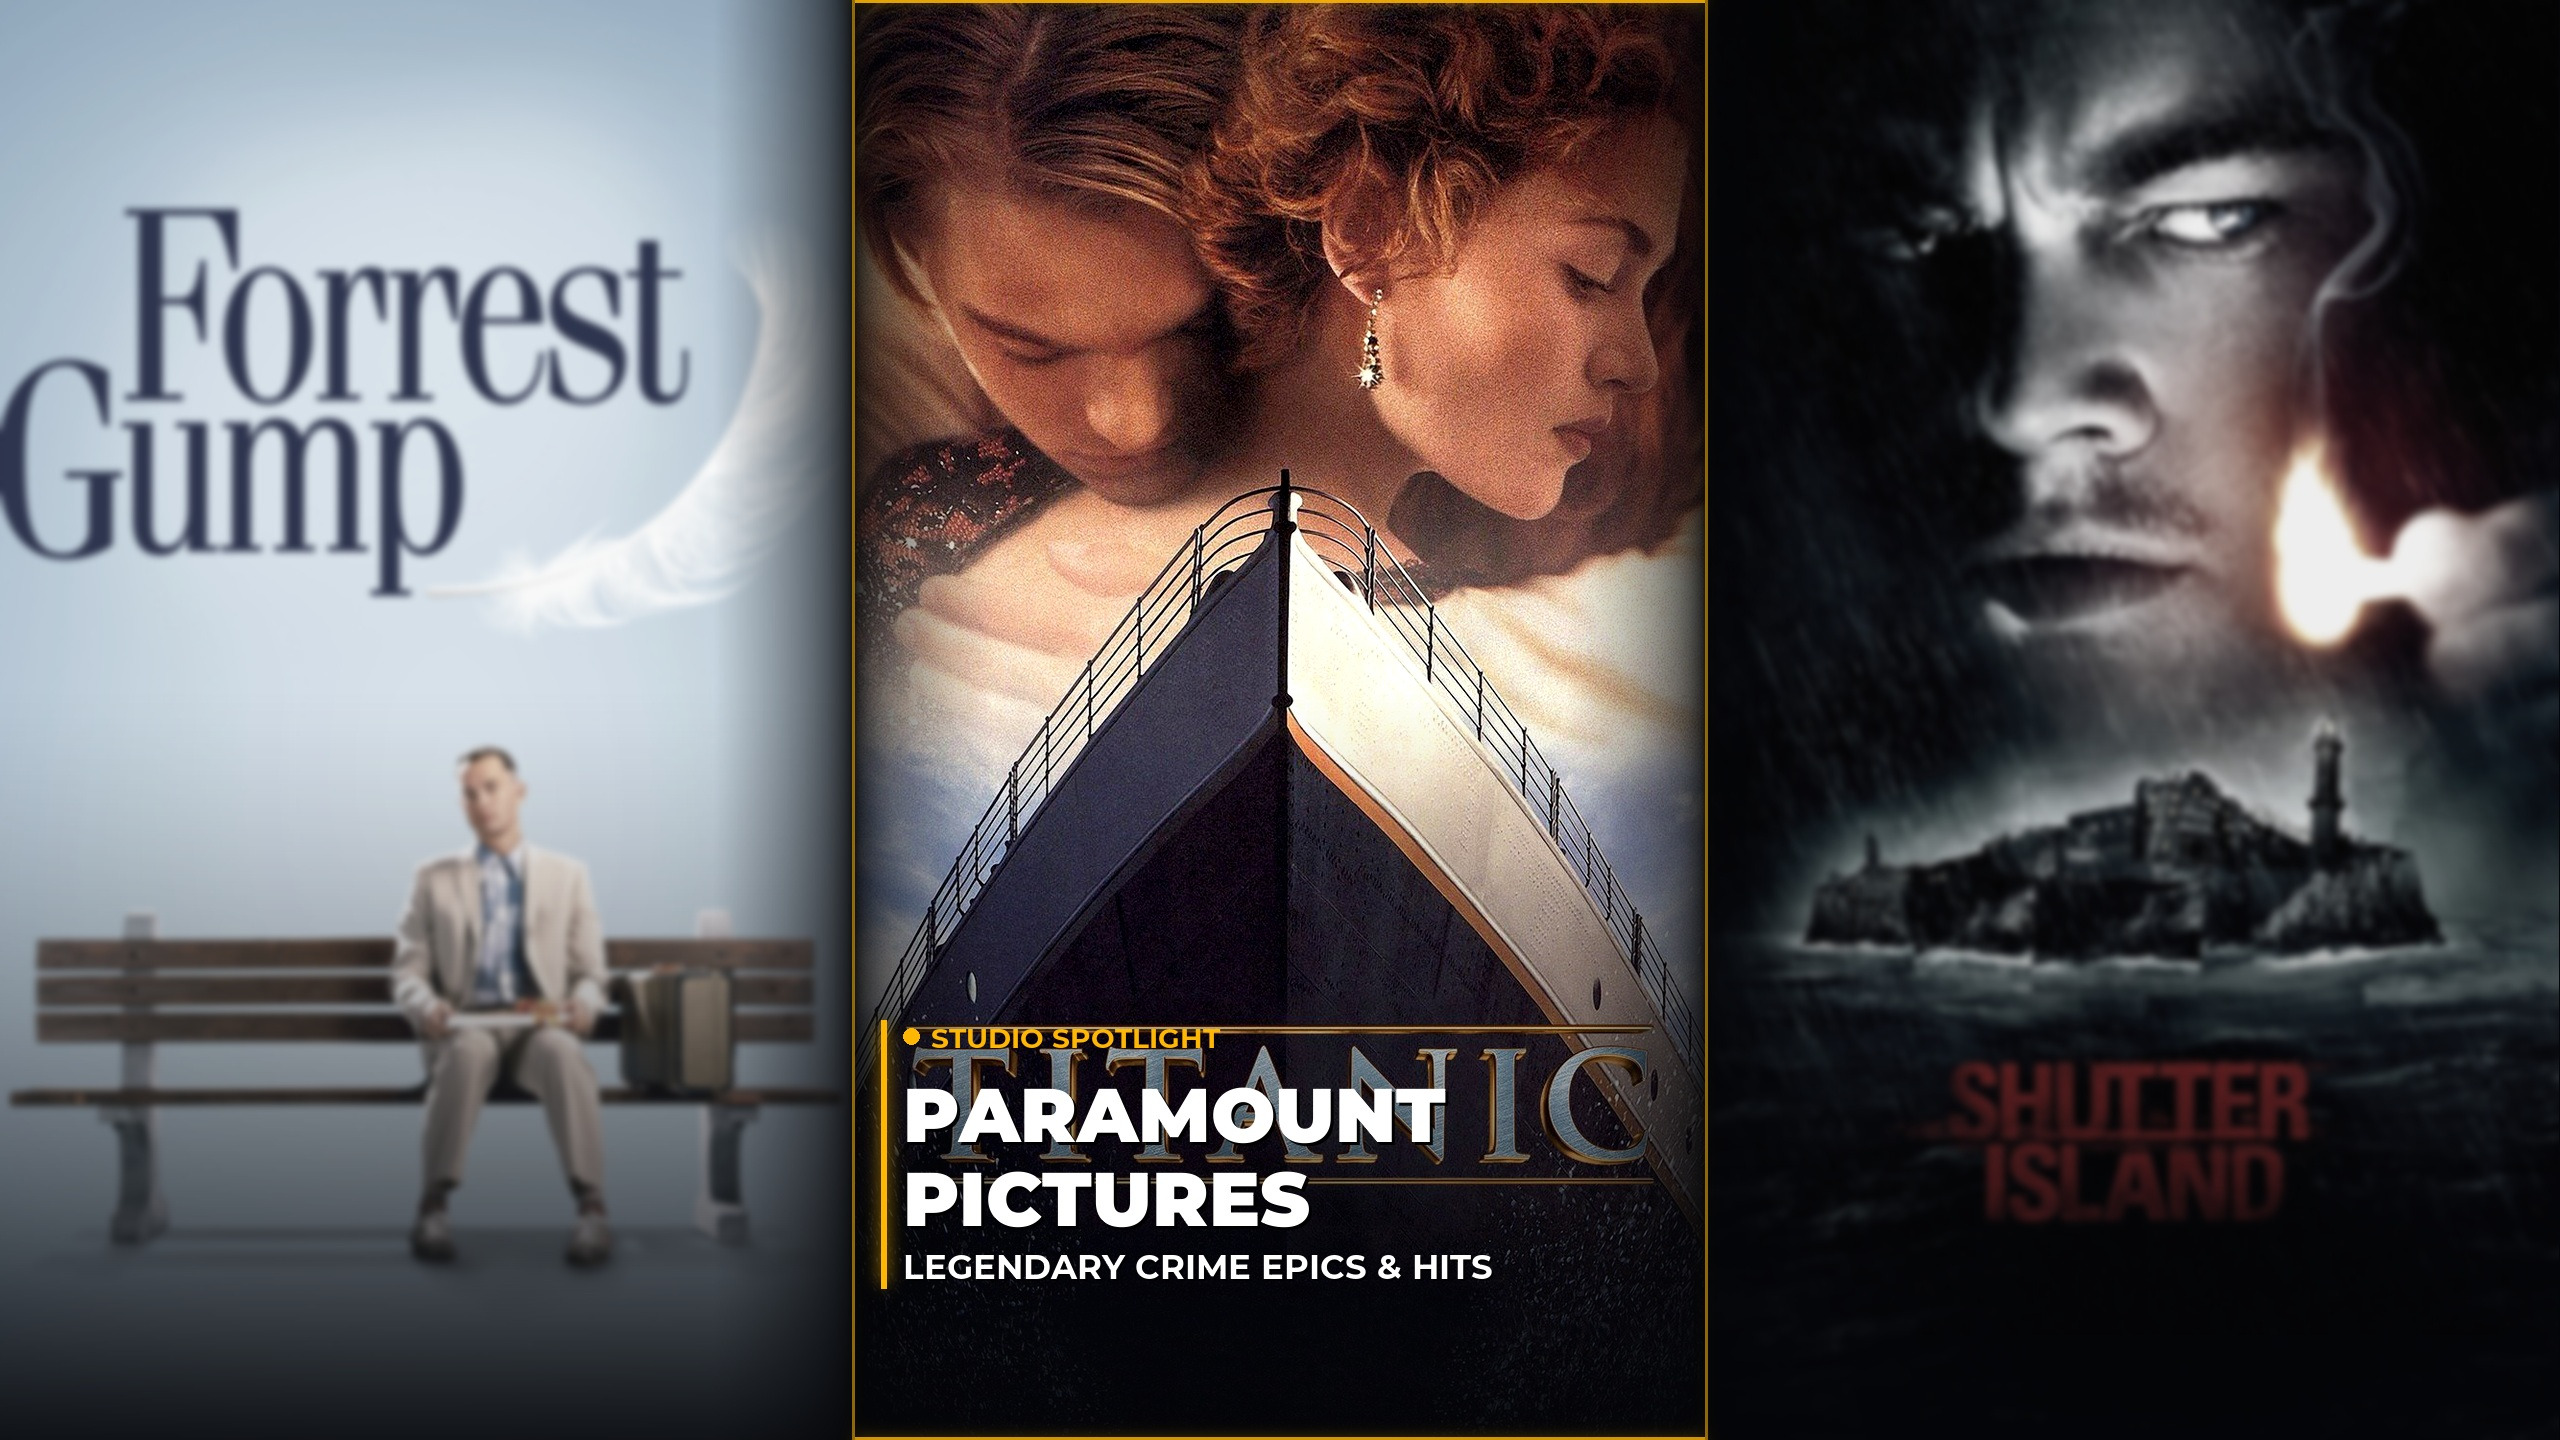 Forrest
Gump
STUDIO SPOTLIGHT
TITANIC
PARAMOUNT
PICTURES
LEGENDARY CRIME EPICS & HITS
SHUTTER
ISLAND